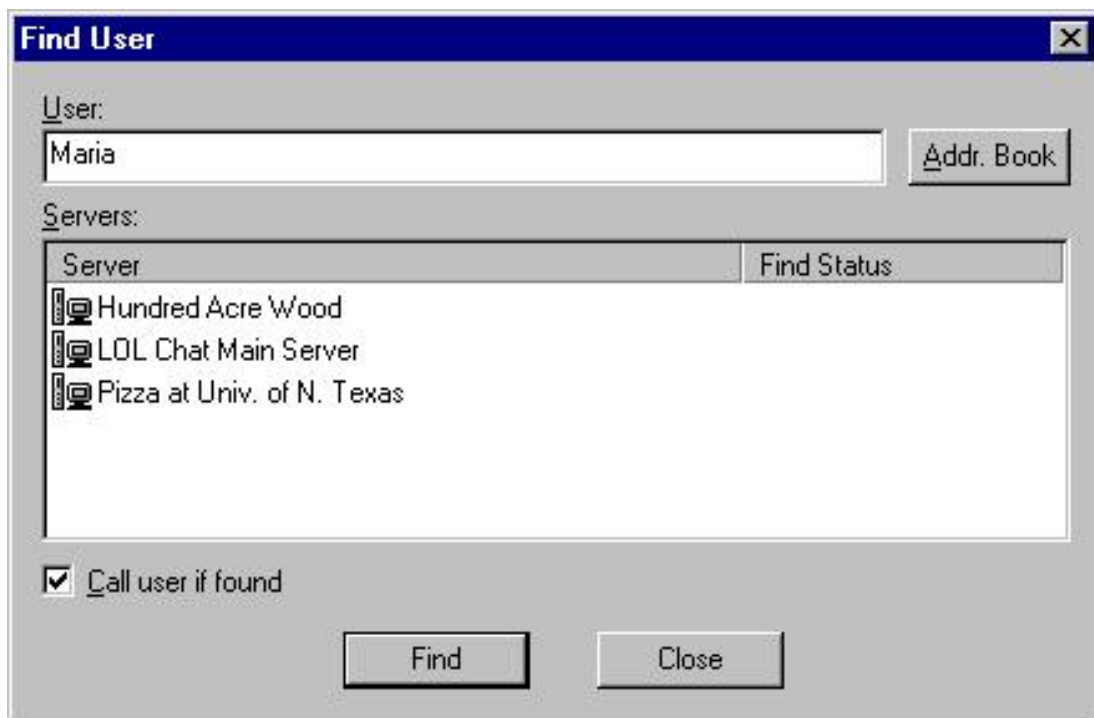 Find User
User:
Maria
Addr. Book
Servers:
Server Find Status
Hundred Acre Wood
LOL Chat Main Server
Pizza at Univ. of N. Texas
Call user if found
Find Close